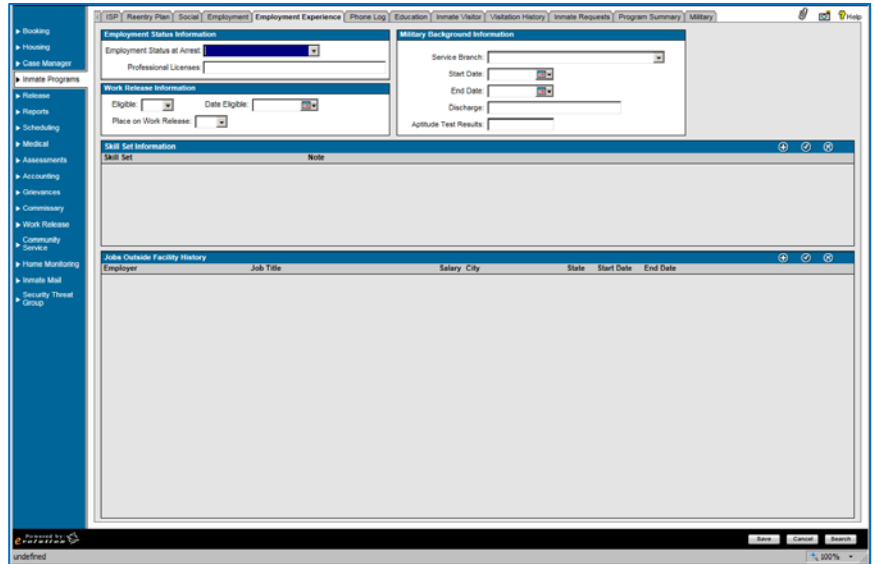 ISP Reentry Plan Social Employment Employment Experience Phone Log Education Inmate Visitor Visitation History Inmate Requests Program Summary Military Help
Booking
Housing
Case Manager
Inmate Programs
Release
Reports
Scheduling
Medical
Assessments
Accounting
Grievances
Commissary
Work Release
Community
Service
Home Monitoring
Inmate Mail
Security Threat
Group
Employment Status Information
Employment Status at Arrest:
Professional Licenses:
Work Release Information
Eligible: Date Eligible:
Place on Work Release:
Military Background Information
Service Branch:
Start Date:
End Date:
Discharge:
Aptitude Test Results:
Skill Set Information
Skill Set Note
Jobs Outside Facility History
Employer Job Title Salary City State Start Date End Date
Powered by:
evolution
Save Cancel Search
undefined 100%